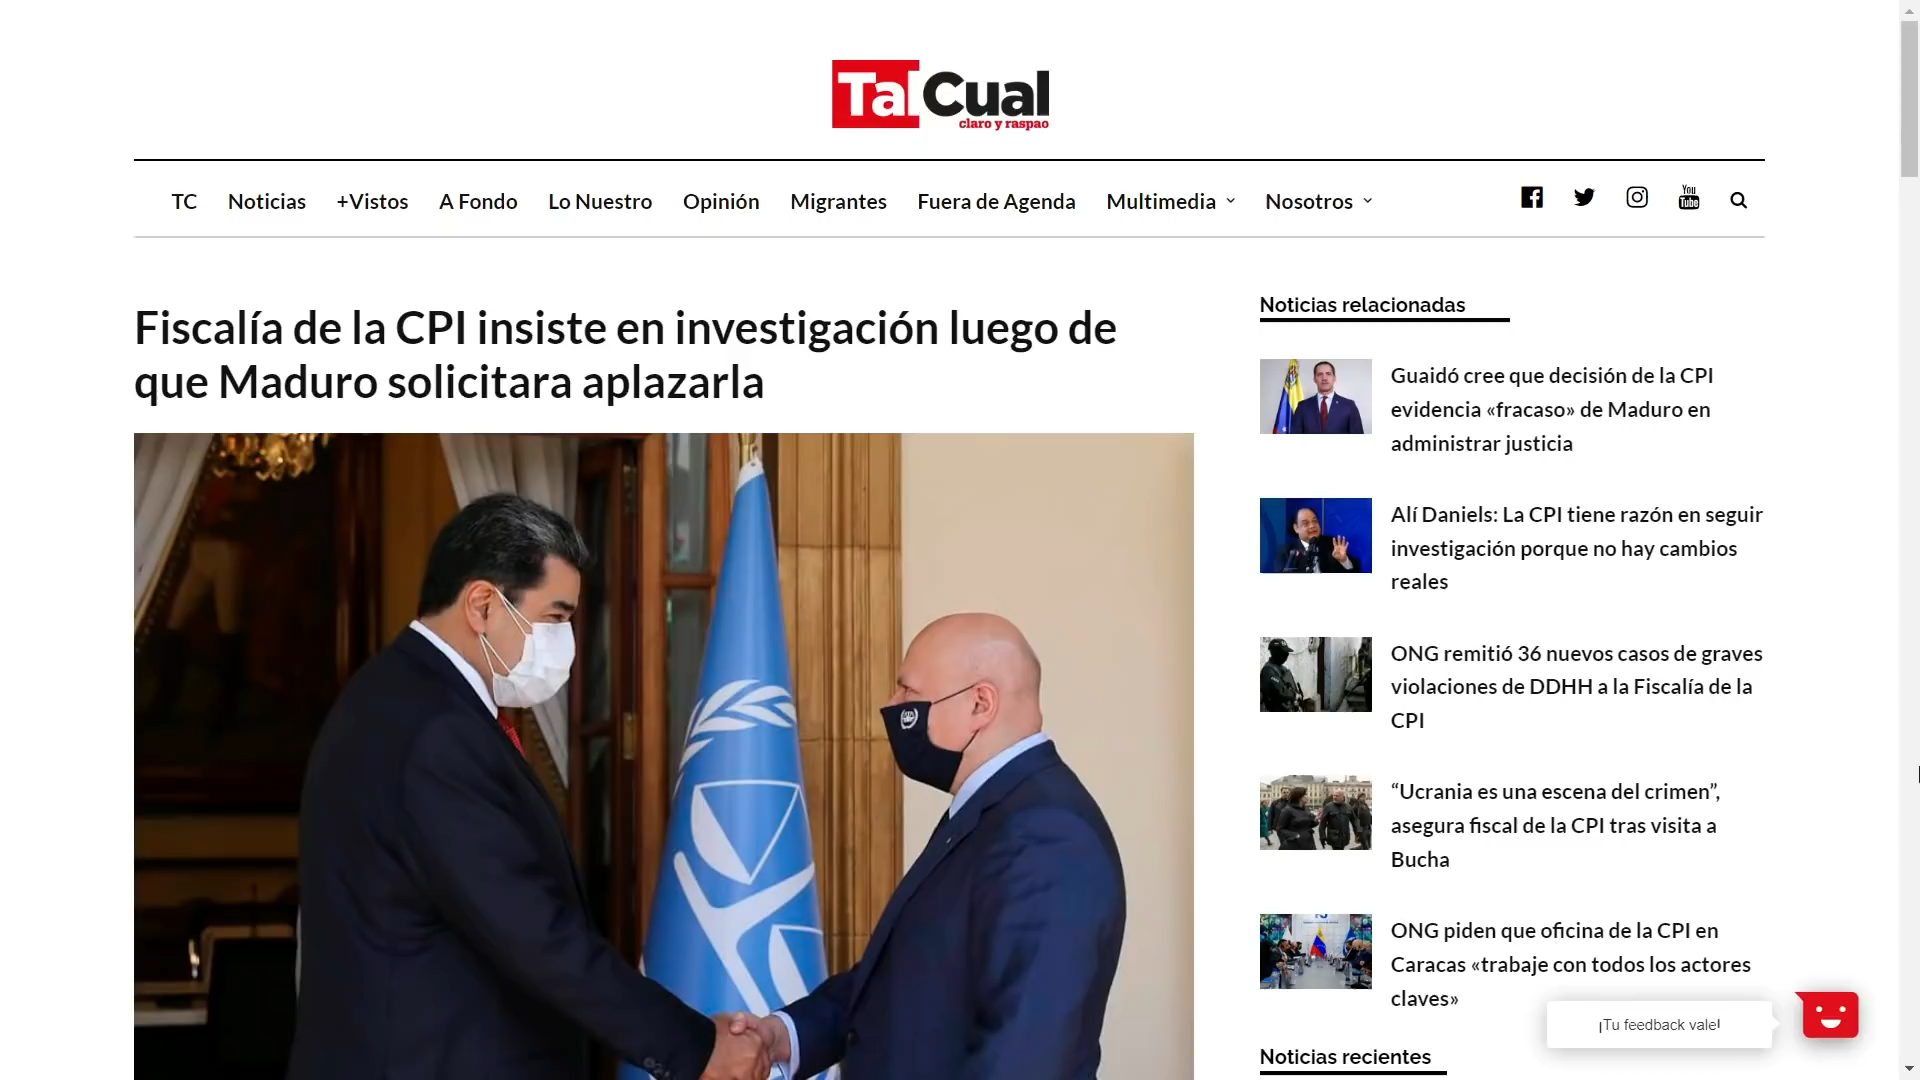 TalCual
claro y raspao
TC Noticias +Vistos A Fondo Lo Nuestro Opinión Migrantes Fuera de Agenda Multimedia Nosotros
You
Tube
Fiscalía de la CPI insiste en investigación luego de
que Maduro solicitara aplazarla
Noticias relacionadas
Guaidó cree que decisión de la CPI
evidencia «fracaso» de Maduro en
administrar justicia
Alí Daniels: La CPI tiene razón en seguir
investigación porque no hay cambios
reales
ONG remitió 36 nuevos casos de graves
violaciones de DDHH a la Fiscalía de la
CPI
“Ucrania es una escena del crimen”,
asegura fiscal de la CPI tras visita a
Bucha
ONG piden que oficina de la CPI en
Caracas «trabaje con todos los actores
claves»
¡Tu feedback vale!
Noticias recientes